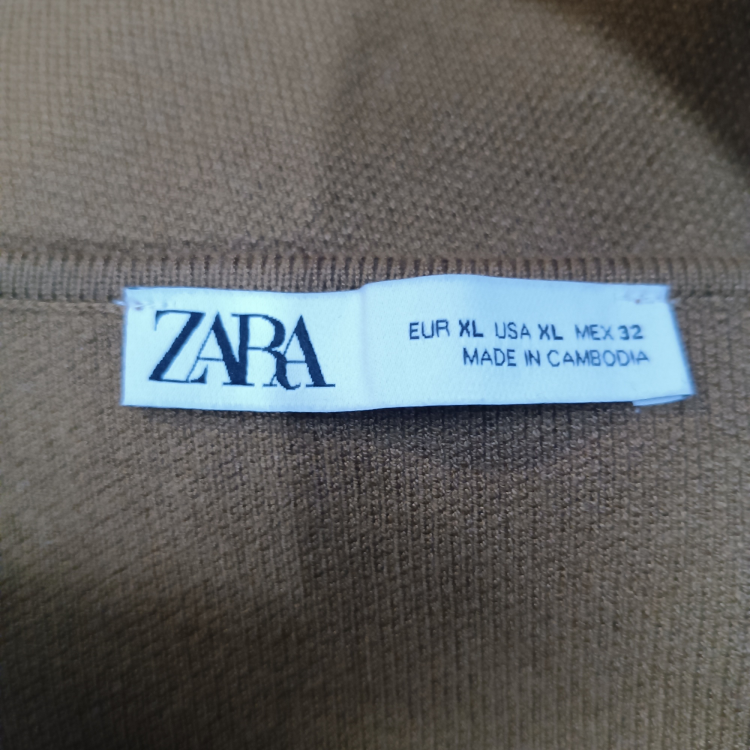 ZARA
EUR XL USA XL MEX 32
MADE IN CAMBODIA